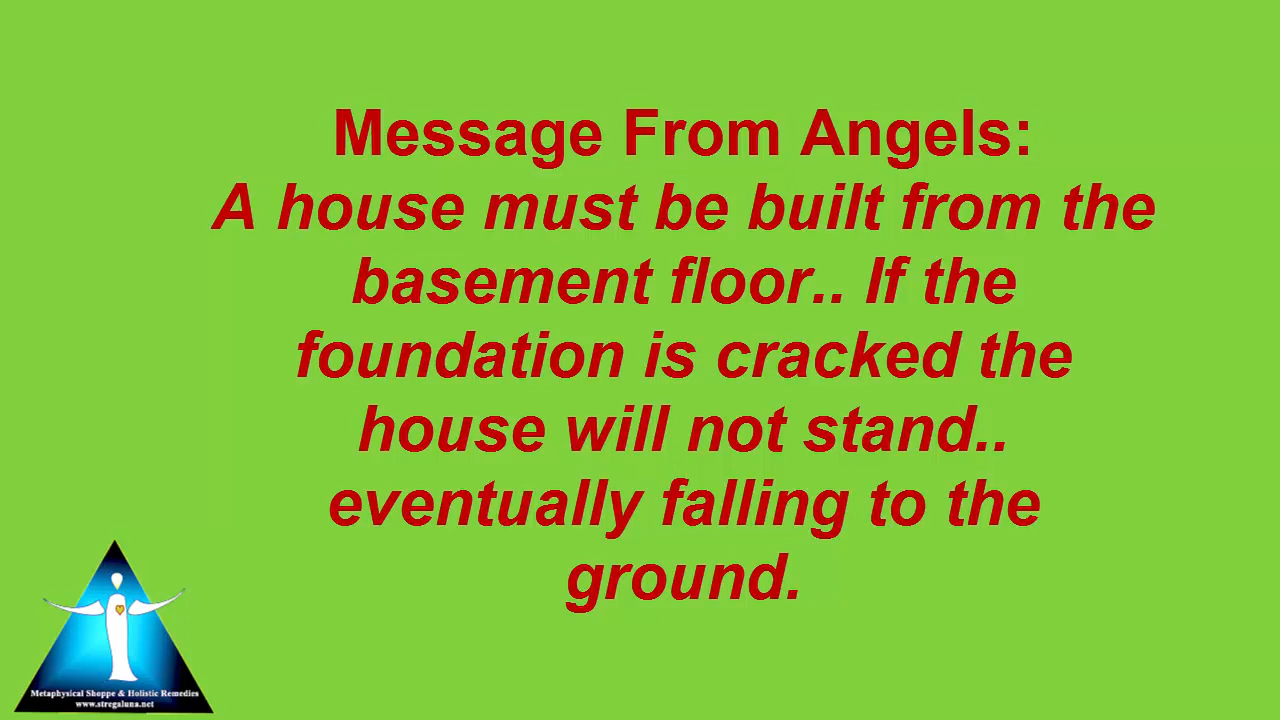 Message From Angels:
A house must be built from the
basement floor.. If the
foundation is cracked the
house will not stand..
eventually falling to the
ground.
Metaphysical Shoppe & Holistic Remedies
www.stregaluna.net